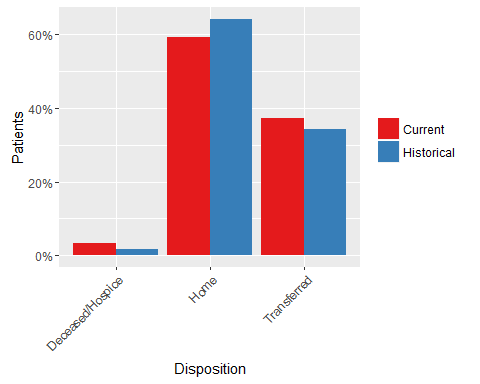 60%
40%
20%
0%
Patients
Deceased/Hospice
Home
Transferred
Disposition
Current
Historical